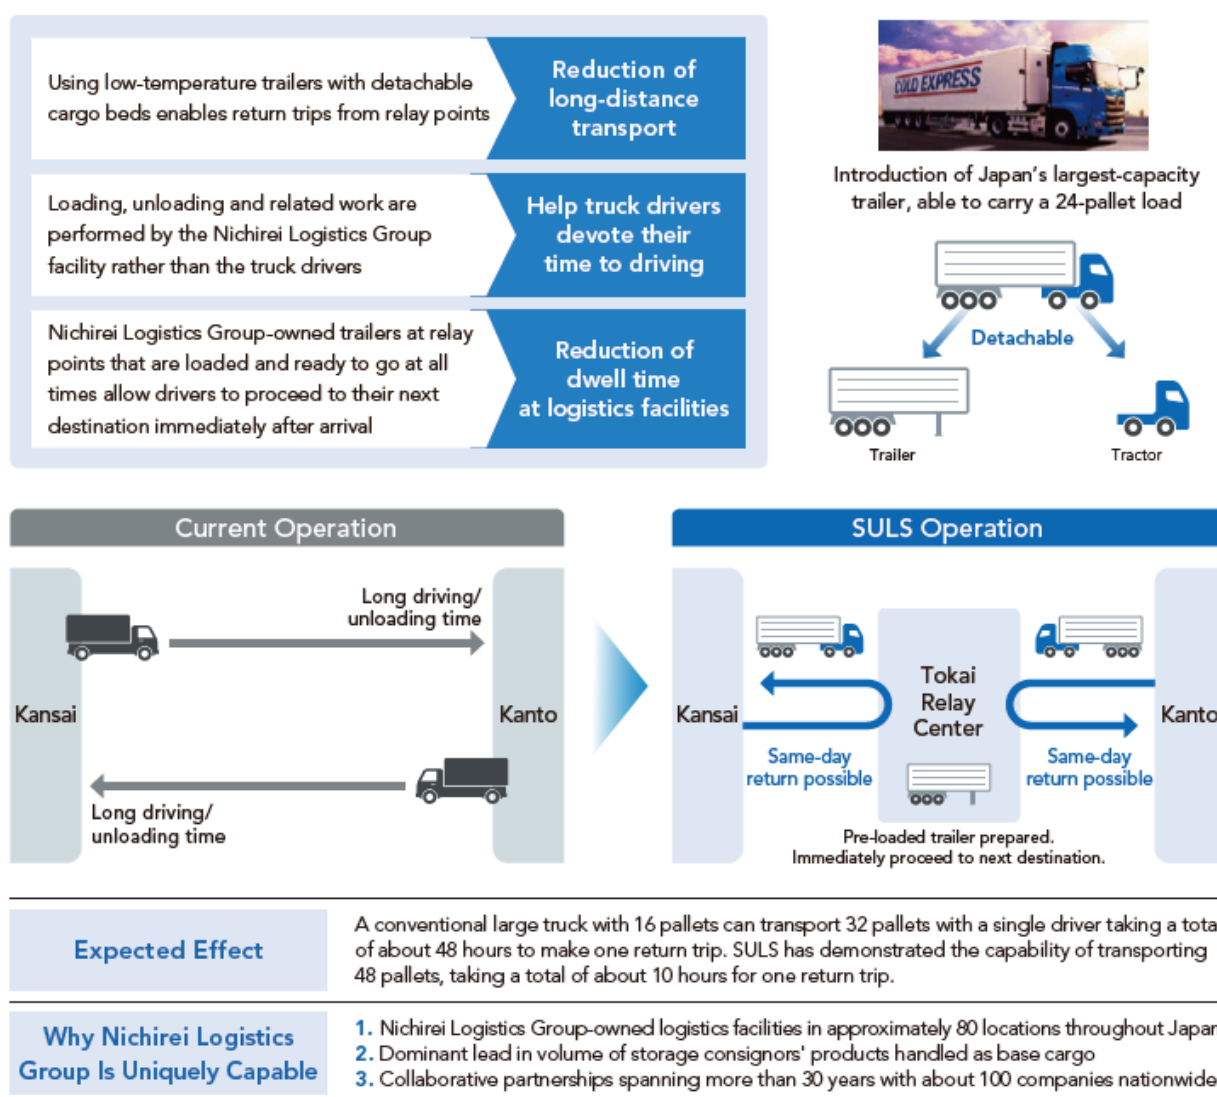 Using low-temperature trailers with detachable
cargo beds enables return trips from relay points
Reduction of
long-distance
transport
Loading, unloading and related work are
performed by the Nichirei Logistics Group
facility rather than the truck drivers
Help truck drivers
devote their
time to driving
Nichirei Logistics Group-owned trailers at relay
points that are loaded and ready to go at all
times allow drivers to proceed to their next
destination immediately after arrival
Reduction of
dwell time
at logistics facilities
COLD EXPRESS
Introduction of Japan's largest-capacity
trailer, able to carry a 24-pallet load
Detachable
Trailer
Tractor
Current Operation
Long driving/
unloading time
Kansai
Kanto
Long driving/
unloading time
SULS Operation
Kansai
Tokai
Relay
Center
Kanto
Same-day
return possible
Same-day
return possible
Pre-loaded trailer prepared.
Immediately proceed to next destination.
Expected Effect
A conventional large truck with 16 pallets can transport 32 pallets with a single driver taking a tota
of about 48 hours to make one return trip. SULS has demonstrated the capability of transporting
48 pallets, taking a total of about 10 hours for one return trip.
Why Nichirei Logistics
Group Is Uniquely Capable
1. Nichirei Logistics Group-owned logistics facilities in approximately 80 locations throughout Japan
2. Dominant lead in volume of storage consignors' products handled as base cargo
3. Collaborative partnerships spanning more than 30 years with about 100 companies nationwide